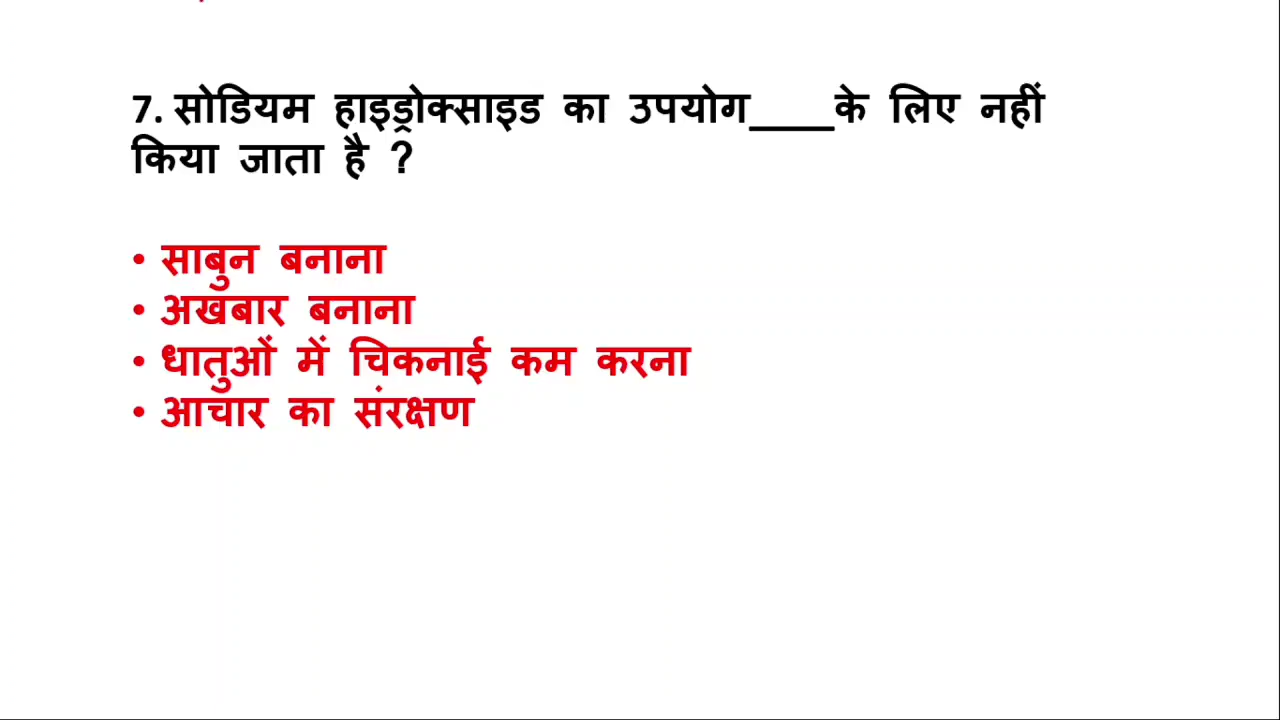 7. सोडियम हाइड्रोक्साइड का उपयोग____के लिए नहीं
किया जाता है ?
• साबुन बनाना
• अखबार बनाना
• धातुओं में चिकनाई कम करना
• आचार का संरक्षण